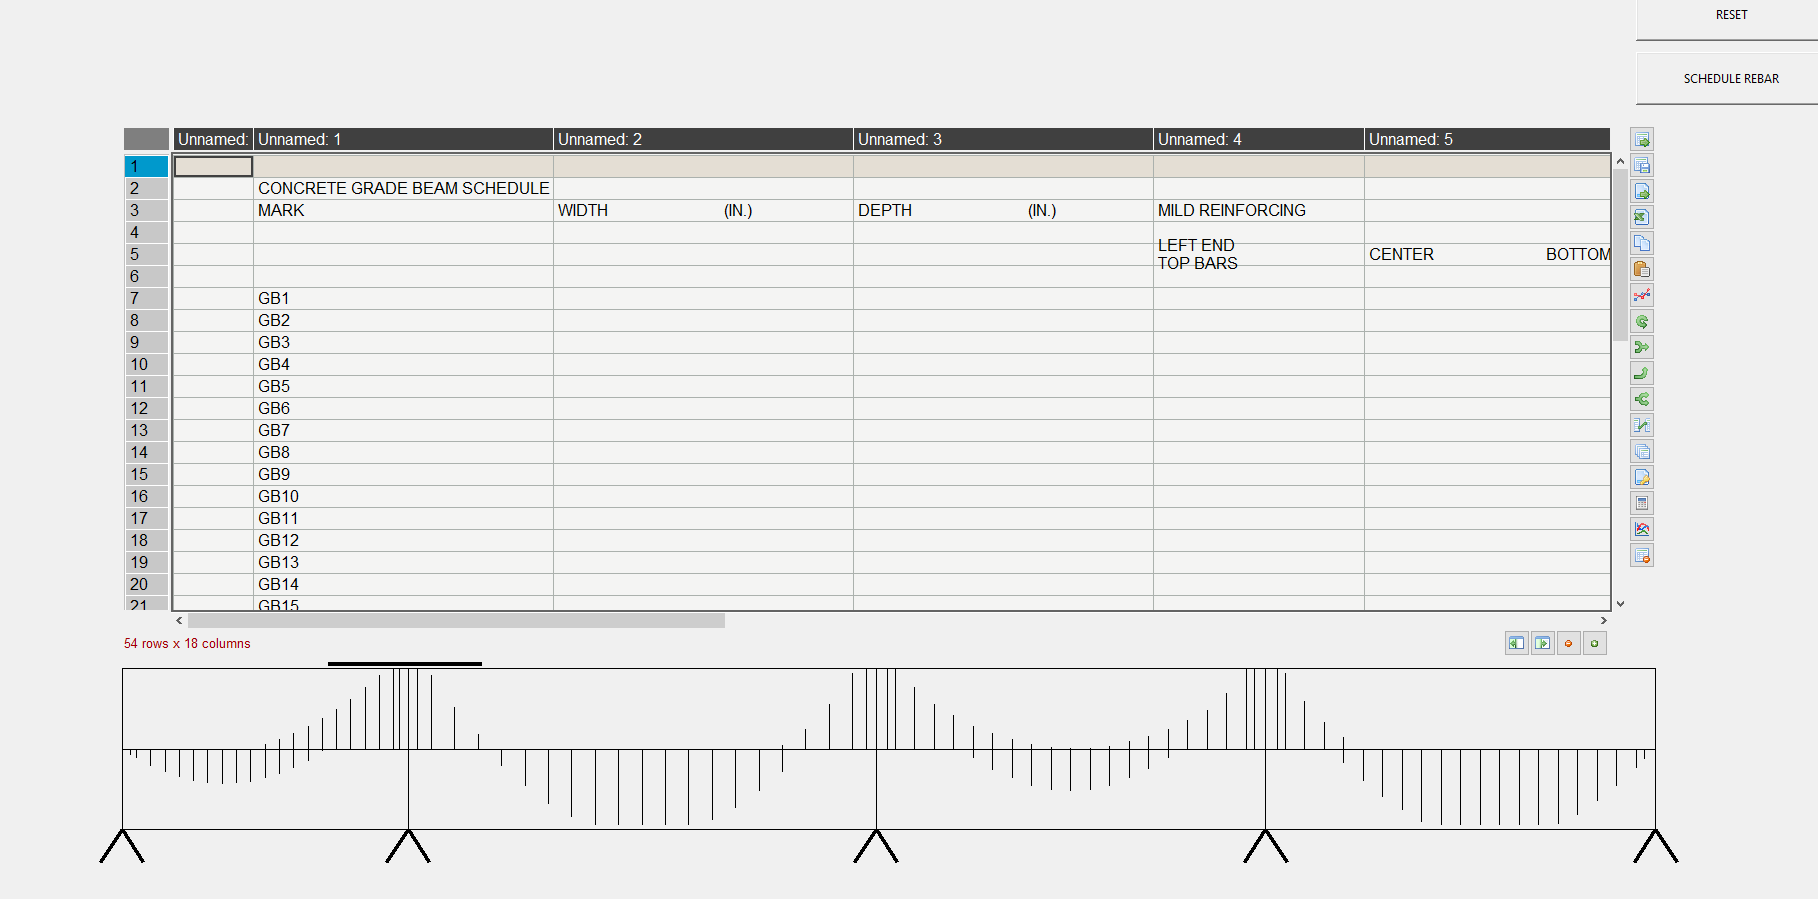 RESET
SCHEDULE REBAR
Unnamed: Unnamed: 1 Unnamed: 2 Unnamed: 3 Unnamed: 4 Unnamed: 5
1
2 CONCRETE GRADE BEAM SCHEDULE
3 MARK WIDTH (IN.) DEPTH (IN.) MILD REINFORCING
4
LEFT END
5 CENTER BOTTOM
TOP BARS
6
7 GB1
8 GB2
9 GB3
10 GB4
11 GB5
12 GB6
13 GB7
14 GB8
15 GB9
16 GB10
17 GB11
18 GB12
19 GB13
20 GB14
21 GB15
54 rows x 18 columns